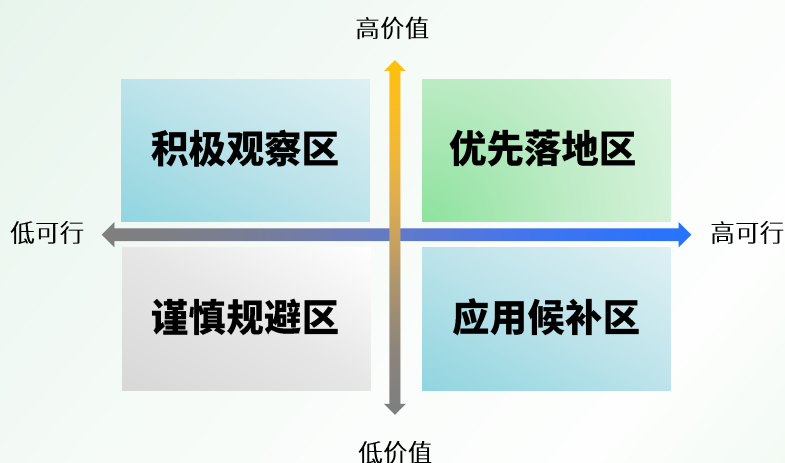 高价值
积极观察区
优先落地区
低可行
高可行
谨慎规避区
应用候补区
低价值